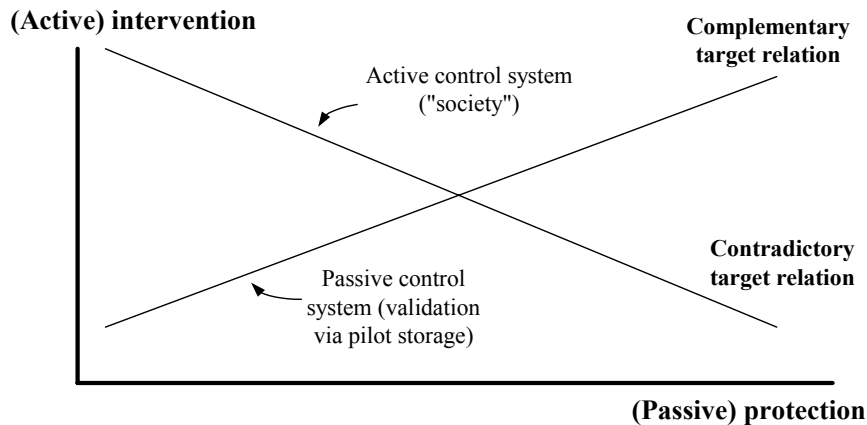 (Active) intervention
Complementary
target relation
Active control system
("society")
Contradictory
target relation
Passive control
system (validation
via pilot storage)
(Passive) protection